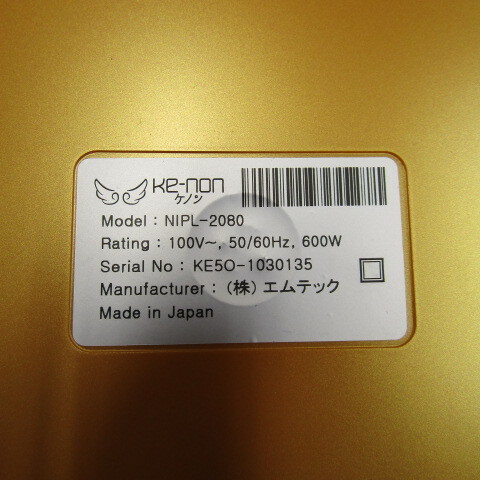 Ke-non
ケノン
Model : NIPL-2080
Rating : 100V~, 50/60Hz, 600W
Serial No : KE5O-1030135
Manufacturer : (株) エムテック
Made in Japan